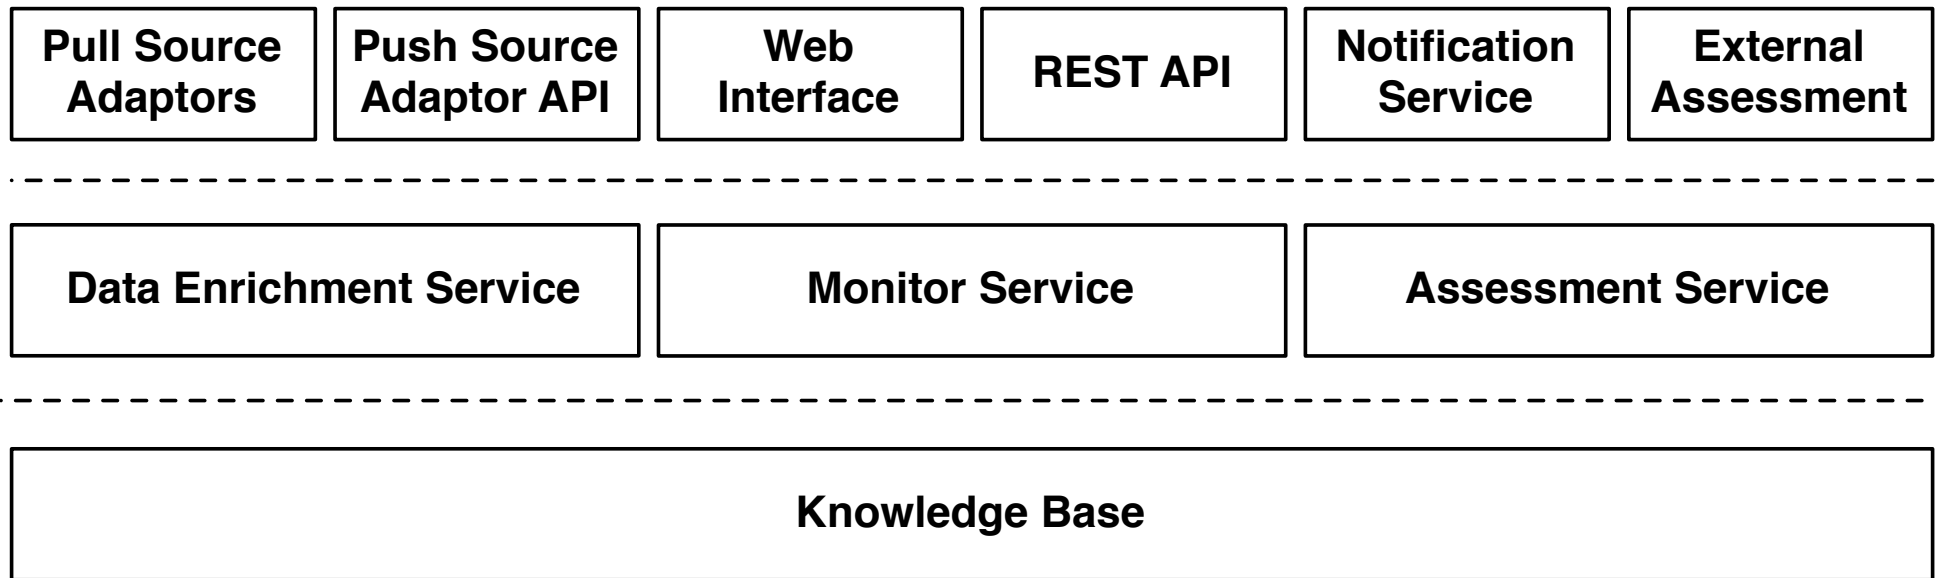 Pull Source
Adaptors
Push Source
Adaptor API
Web
Interface
REST API
Notification
Service
External
Assessment
Data Enrichment Service
Monitor Service
Assessment Service
Knowledge Base